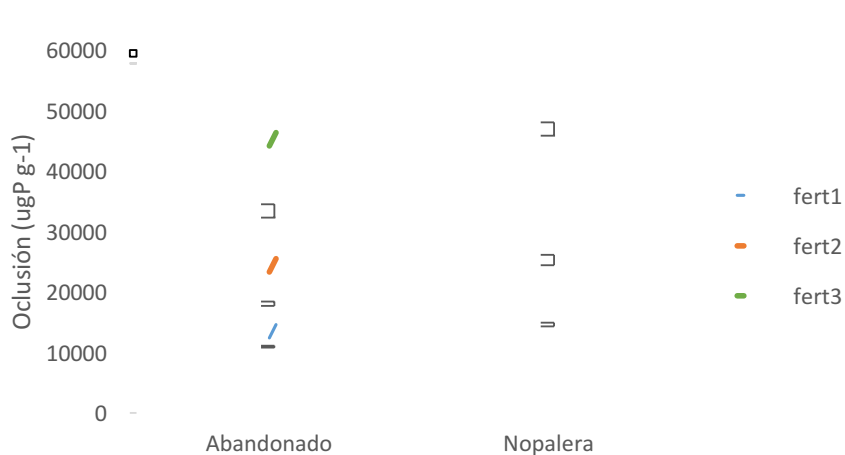 Oclusión (ugP g-1)
60000
50000
40000
30000
20000
10000
0
Abandonado
Nopalera
fert1
fert2
fert3